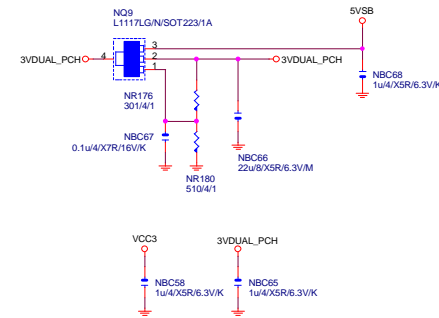 NQ9
L1117LG/N/SOT223/1A
5VSB
3VDUAL_PCH
4
3
2
1
3VDUAL_PCH
NBC68
1u/4/X5R/6.3V/K
NR176
301/4/1
NBC67
0.1u/4/X7R/16V/K
NBC66
22u/8/X5R/6.3V/M
NR180
510/4/1
VCC3
3VDUAL_PCH
NBC58
1u/4/X5R/6.3V/K
NBC65
1u/4/X5R/6.3V/K